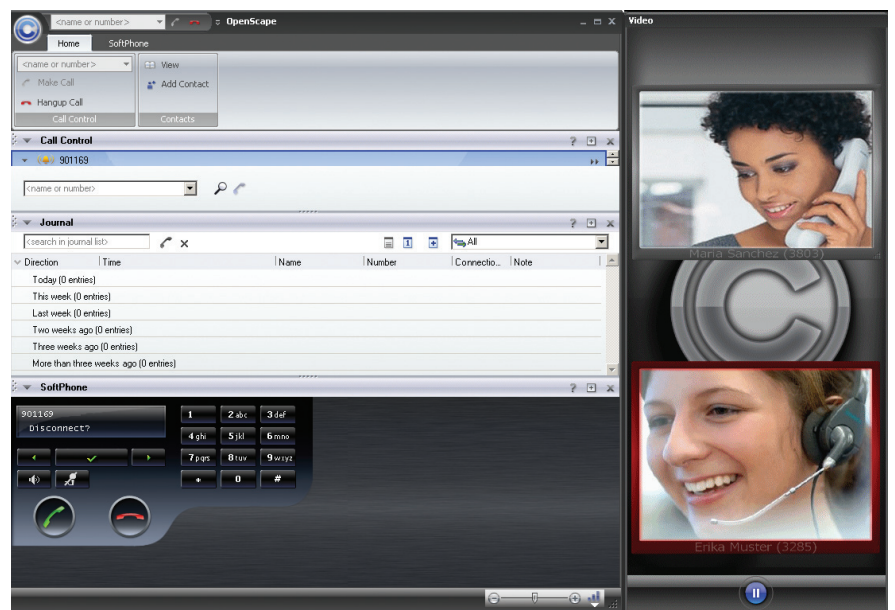 <name or number>
OpenScape
Home SoftPhone
<name or number>
View
Make Call
Add Contact
Hangup Call
Call Control
Contacts
Call Control
901169
<name or number>
Journal
<search in journal list>
1
All
Direction Time Name Number Connectio... Note
Today (0 entries)
This week (0 entries)
Last week (0 entries)
Two weeks ago (0 entries)
Three weeks ago (0 entries)
More than three weeks ago (0 entries)
SoftPhone
901169
Disconnect?
1 2 abc 3 def
4 ghi 5 jkl 6 mno
7 pqrs 8 tuv 9 wxyz
* 0 #
Video
Maria Sanchez (3803)
C
Erika Muster (3285)